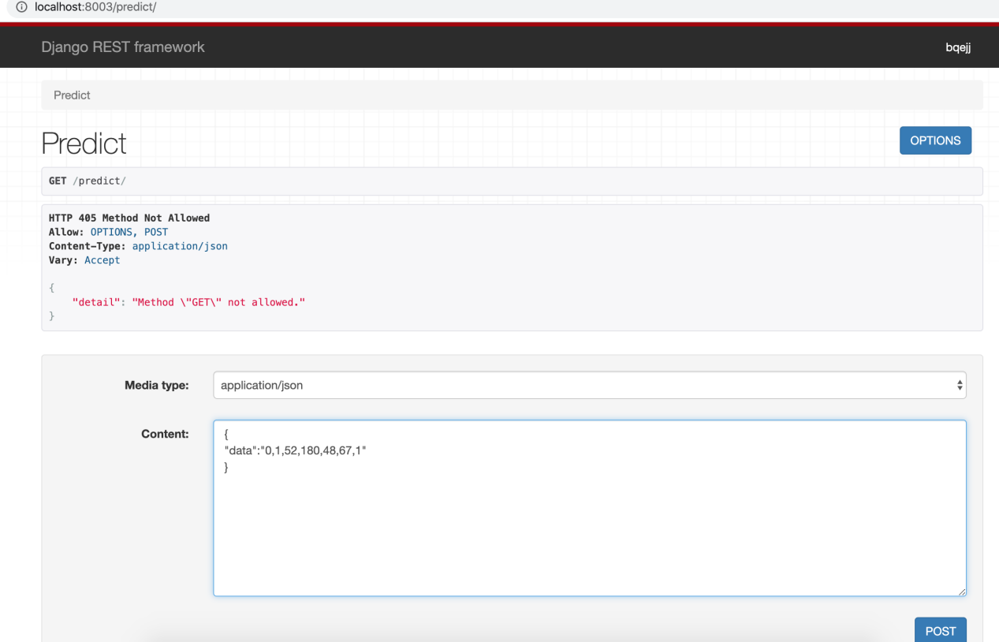 localhost:8003/predict/
Django REST framework
bqejj
Predict
Predict
OPTIONS
GET /predict/
HTTP 405 Method Not Allowed
Allow: OPTIONS, POST
Content-Type: application/json
Vary: Accept
{
"detail": "Method \"GET\" not allowed."
}
Media type:
application/json
Content:
{
"data":"0,1,52,180,48,67,1"
}
POST